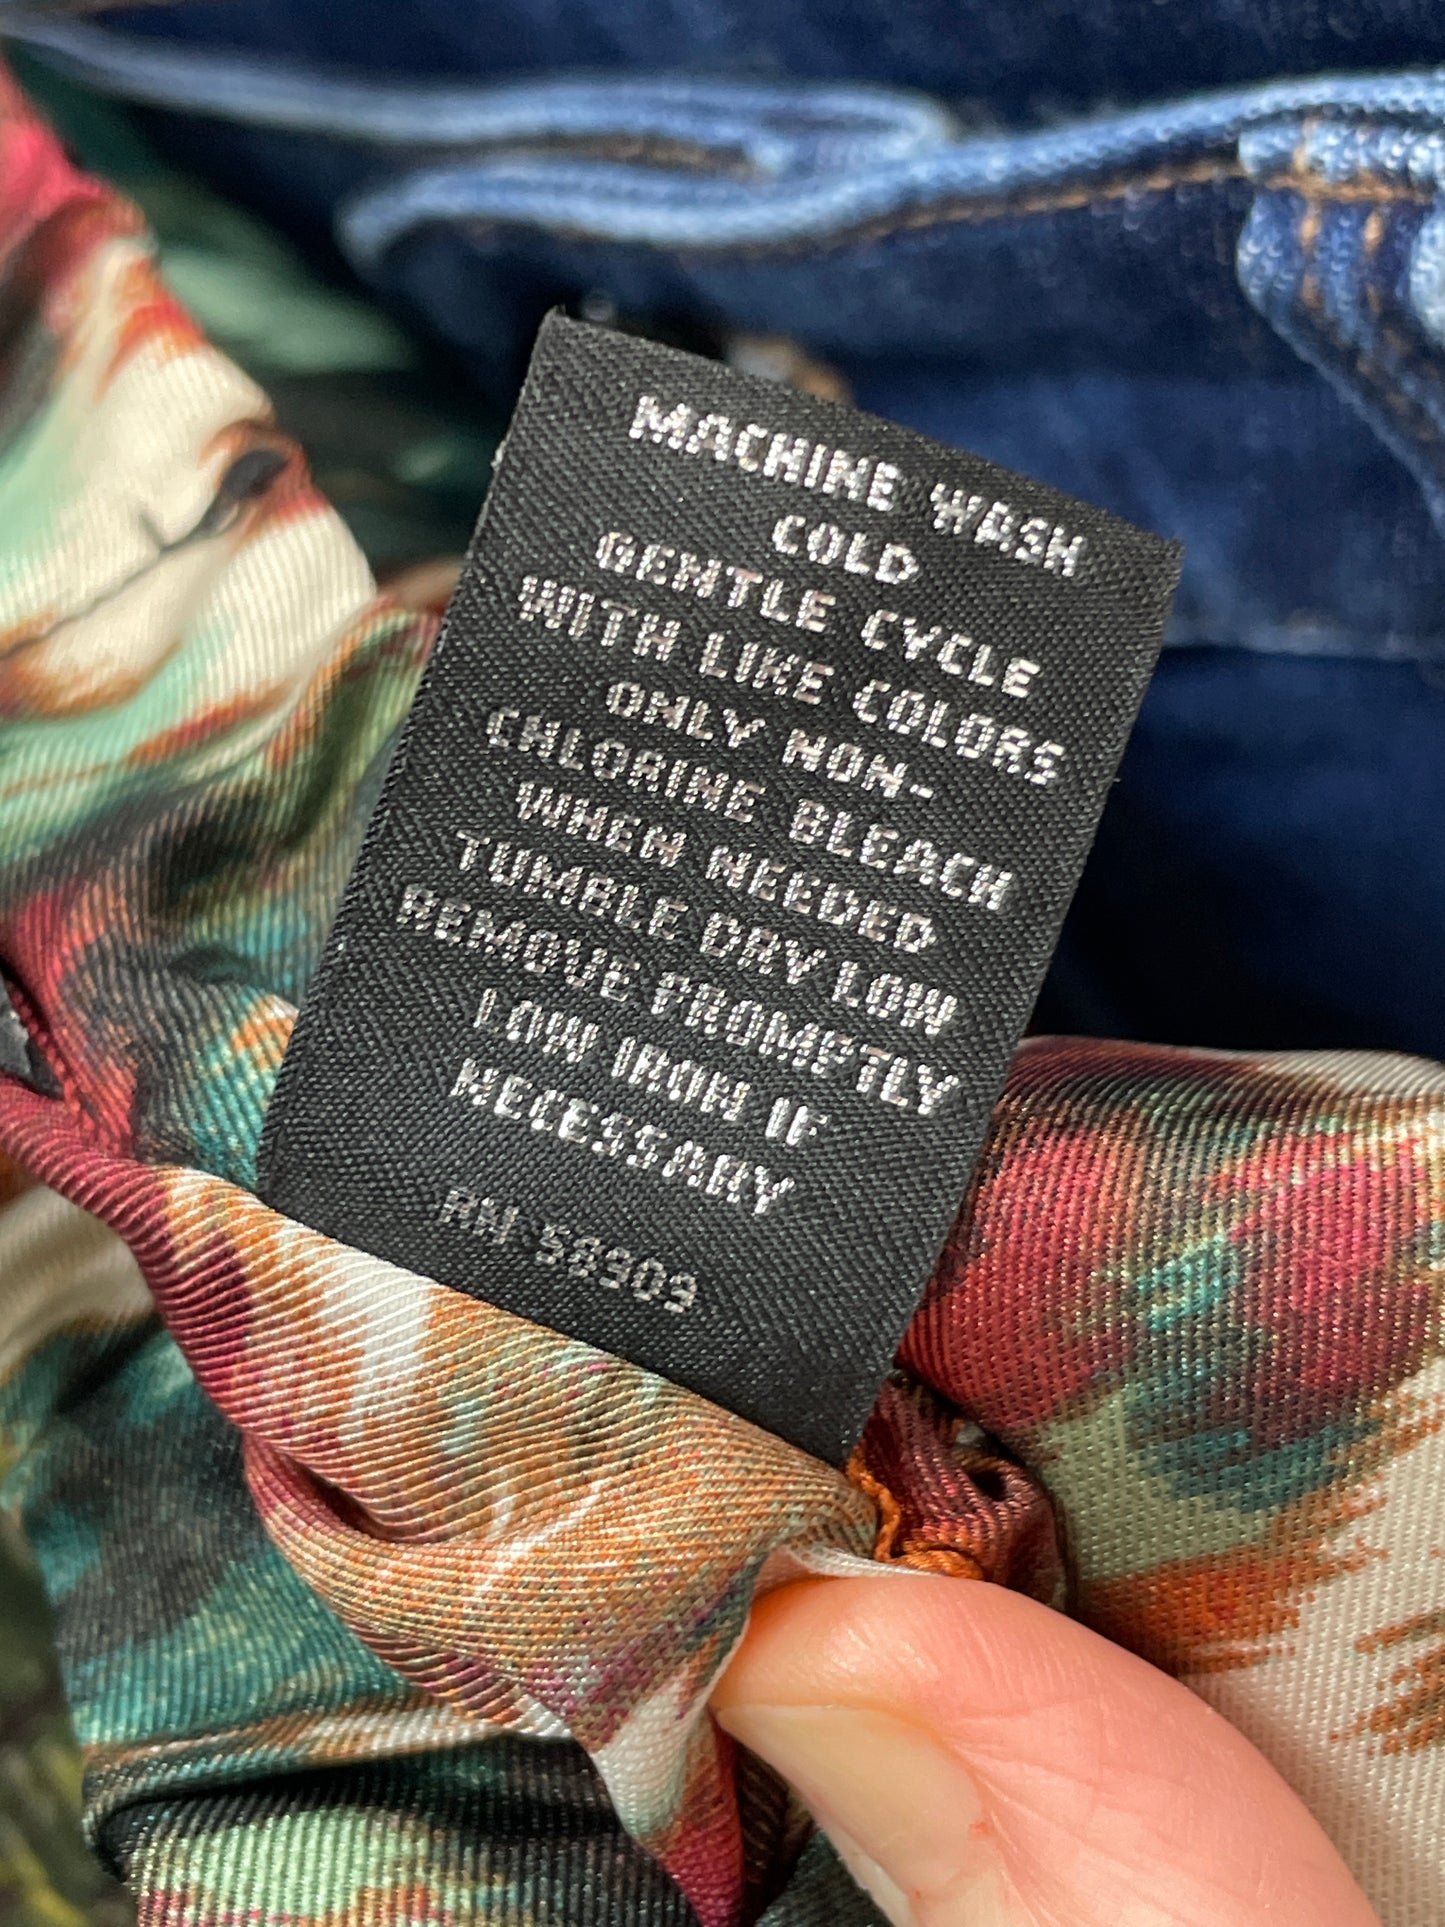 MACHINE WASH
COLD
GENTLE CYCLE
WITH LIKE COLORS
ONLY NON-
CHLORINE BLEACH
WHEN NEEDED
TUMBLE DRY LOW
REMOVE PROMPTLY
LOW IRON IF
NECESSARY
RN 58903